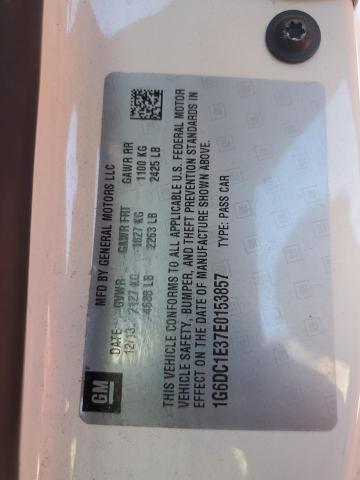 MFD BY GENERAL MOTORS LLC
DATE GVWR GAWR FRT GAWR RR
12/13 2127 KG 1027 KG 1100 KG
4688 LB 2263 LB 2425 LB
GM
THIS VEHICLE CONFORMS TO ALL APPLICABLE U.S. FEDERAL MOTOR
VEHICLE SAFETY, BUMPER, AND THEFT PREVENTION STANDARDS IN
EFFECT ON THE DATE OF MANUFACTURE SHOWN ABOVE.
1G6DC1E37E0153857 TYPE: PASS CAR